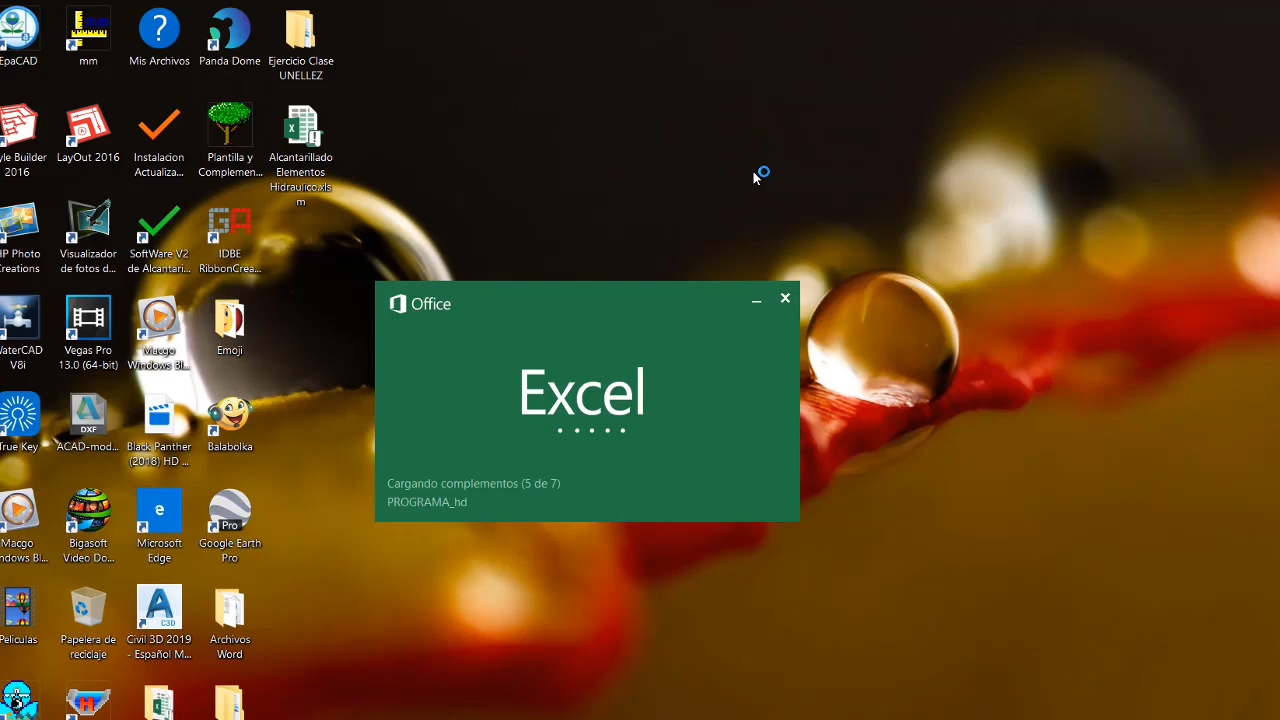 EpaCAD
mm
Mis Archivos
Panda Dome
Ejercicio Clase
UNELLEZ
yle Builder
2016
LayOut 2016
Instalacion
Actualiza...
Plantilla y
Complemen...
Alcantarillado
Elementos
Hidraulico.xls
m
HP Photo
Creations
Visualizador
de fotos d...
SoftWare V2
de Alcantari...
IDBE
RibbonCrea...
WaterCAD
V8i
Vegas Pro
13.0 (64-bit)
Macgo
Windows Bl...
Emoji
True Key
DXF
ACAD-mod...
Black Panther
(2018) HD ...
Balabolka
Macgo
ndows Bl...
Bigasoft
Video Do...
Microsoft
Edge
Pro
Google Earth
Pro
Peliculas
Papelera de
reciclaje
C3D
Civil 3D 2019
- Español M...
Archivos
Word
Office
Excel
Cargando complementos (5 de 7)
PROGRAMA_hd